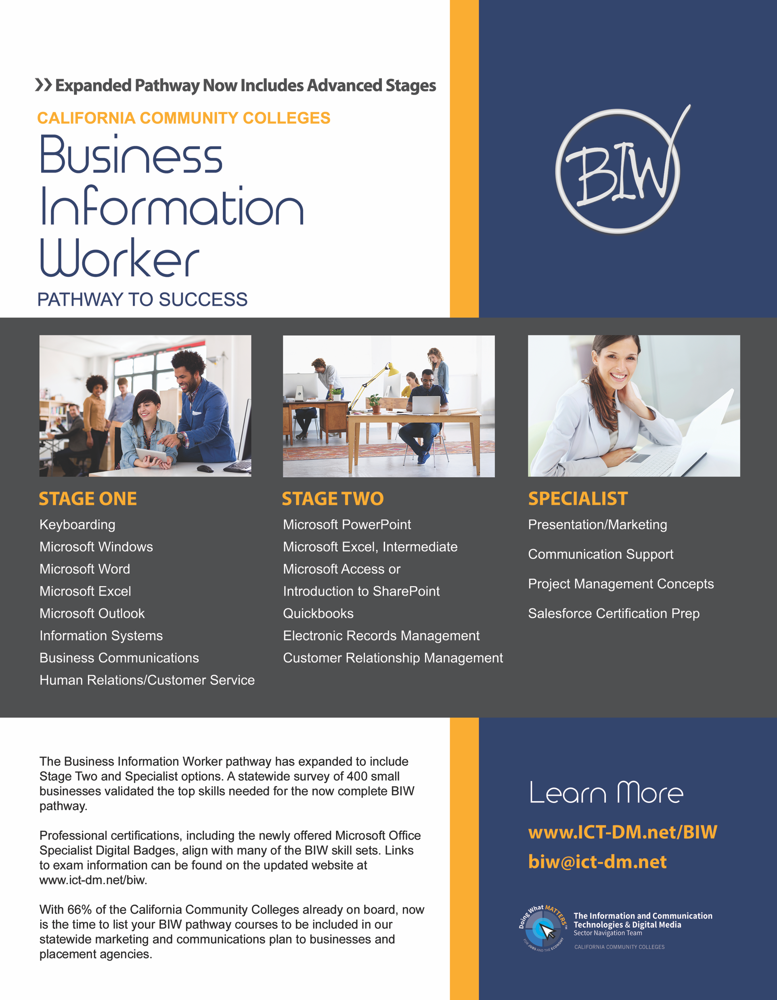 Expanded Pathway Now Includes Advanced Stages
CALIFORNIA COMMUNITY COLLEGES
Business
Information
Worker
PATHWAY TO SUCCESS
BIW
STAGE ONE
Keyboarding
Microsoft Windows
Microsoft Word
Microsoft Excel
Microsoft Outlook
Information Systems
Business Communications
Human Relations/Customer Service
STAGE TWO
Microsoft PowerPoint
Microsoft Excel, Intermediate
Microsoft Access or
Introduction to SharePoint
Quickbooks
Electronic Records Management
Customer Relationship Management
SPECIALIST
Presentation/Marketing
Communication Support
Project Management Concepts
Salesforce Certification Prep
The Business Information Worker pathway has expanded to include
Stage Two and Specialist options. A statewide survey of 400 small
businesses validated the top skills needed for the now complete BIW
pathway.
Professional certifications, including the newly offered Microsoft Office
Specialist Digital Badges, align with many of the BIW skill sets. Links
to exam information can be found on the updated website at
www.ict-dm.net/biw.
With 66% of the California Community Colleges already on board, now
is the time to list your BIW pathway courses to be included in our
statewide marketing and communications plan to businesses and
placement agencies.
Learn More
www.ICT-DM.net/BIW
biw@ict-dm.net
Doing What MATTERS™
FOR JOBS AND THE ECONOMY
The Information and Communication
Technologies & Digital Media
Sector Navigation Team
CALIFORNIA COMMUNITY COLLEGES